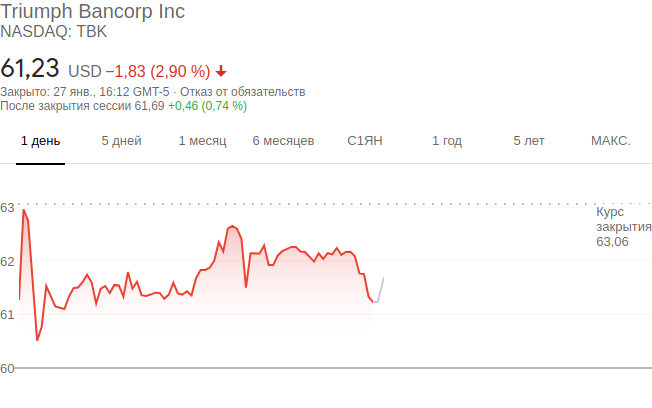 Triumph Bancorp Inc
NASDAQ: TBK
61,23 USD −1,83 (2,90 %)
Закрыто: 27 янв., 16:12 GMT-5 · Отказ от обязательств
После закрытия сессии 61,69 +0,46 (0,74 %)
1 день 5 дней 1 месяц 6 месяцев С1ЯН 1 год 5 лет МАКС.
63
Курс
закрытия
63,06
62
61
60